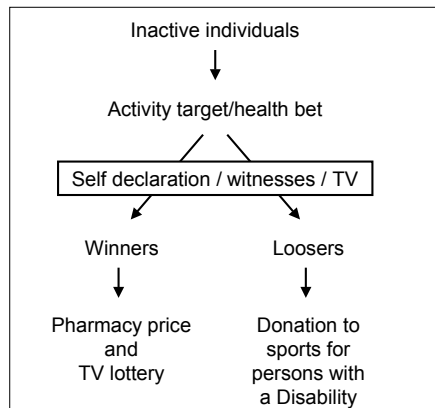 Inactive individuals
Activity target/health bet
Self declaration / witnesses / TV
Winners
Loosers
Pharmacy price
and
TV lottery
Donation to
sports for
persons with
a Disability